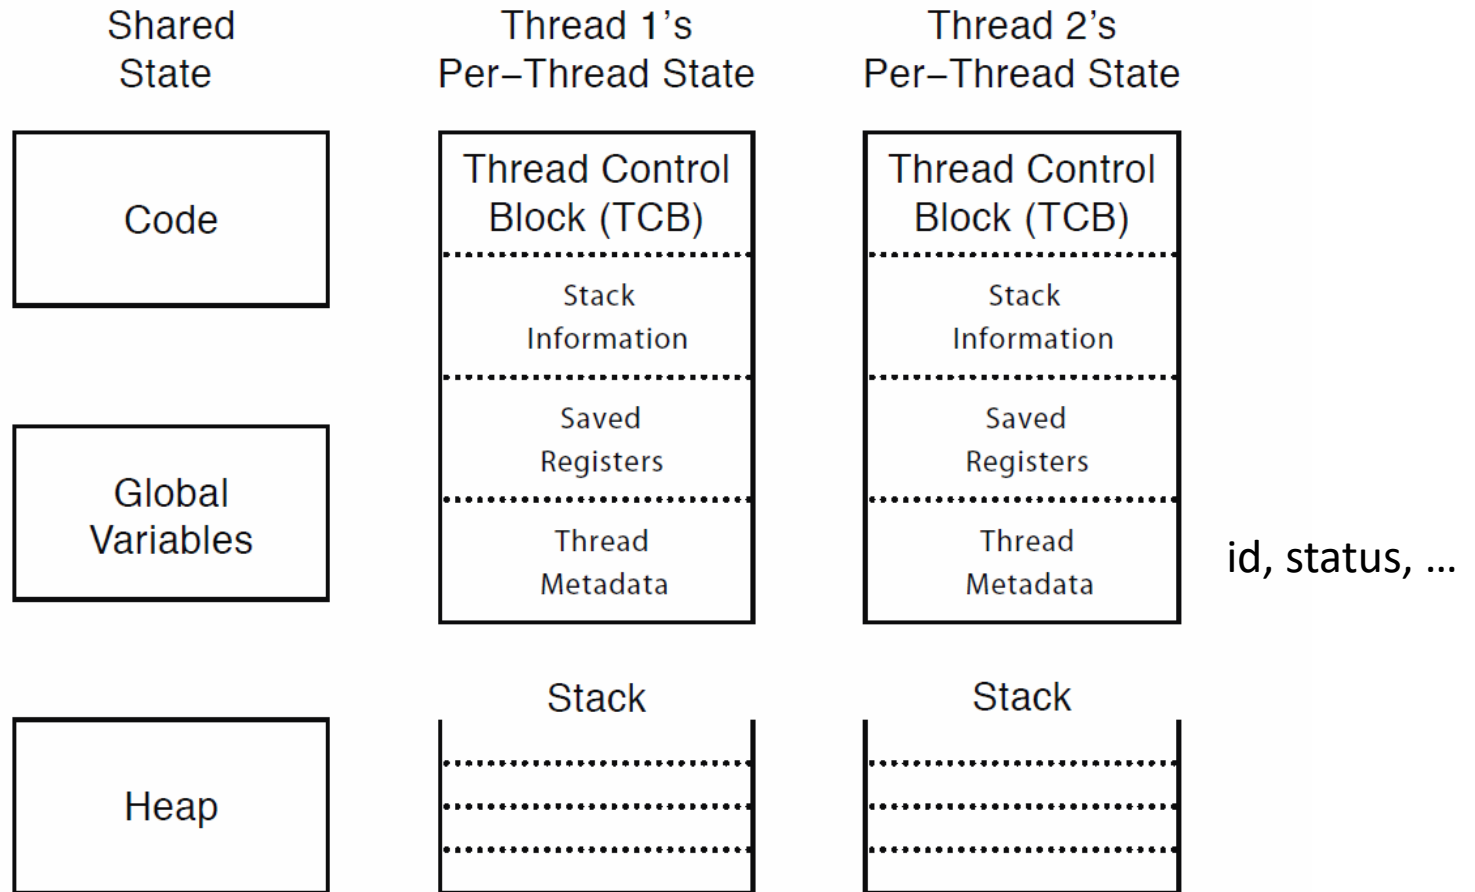 Shared
State
Code
Global
Variables
Heap
Thread 1’s
Per–Thread State
Thread Control
Block (TCB)
Stack
Information
Saved
Registers
Thread
Metadata
Stack
Thread 2’s
Per–Thread State
Thread Control
Block (TCB)
Stack
Information
Saved
Registers
Thread
Metadata
Stack
id, status, ...